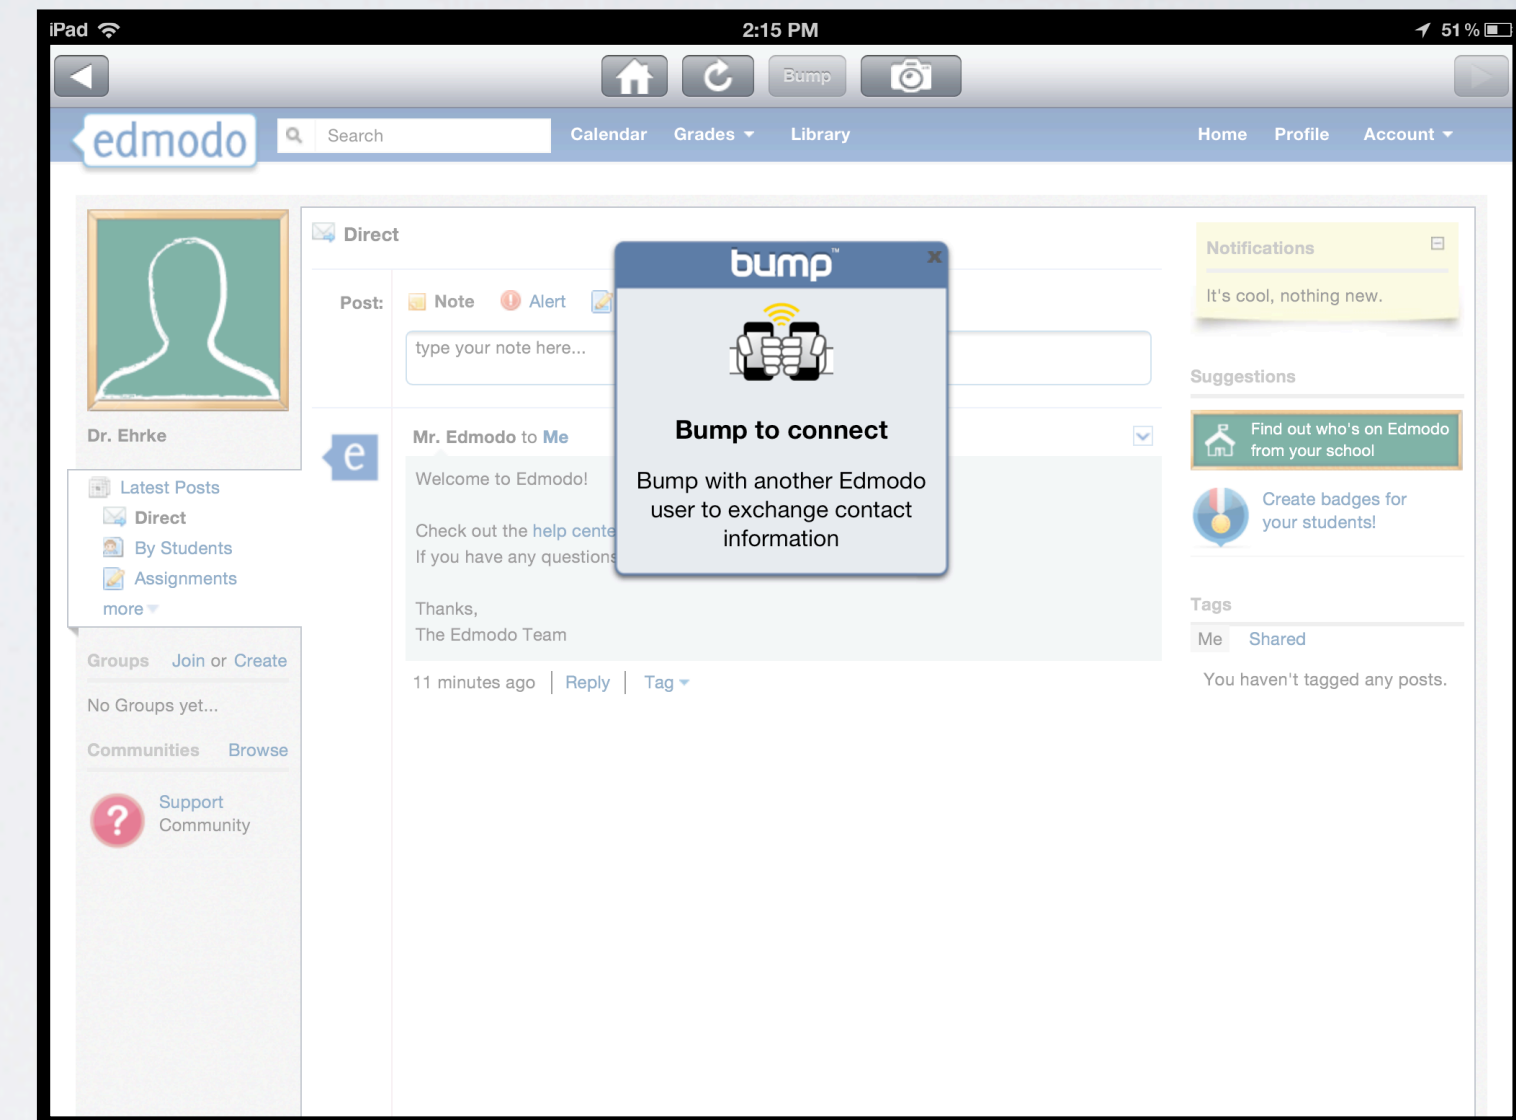 iPad 2:15 PM 51%
Bump
edmodo Search Calendar Grades Library Home Profile Account
Dr. Ehrke
Latest Posts
Direct
By Students
Assignments
more
Groups Join or Create
No Groups yet...
Communities Browse
Support
Community
Direct
Post: Note Alert
type your note here...
e
Mr. Edmodo to Me
Welcome to Edmodo!
Check out the help cente
If you have any questions
Thanks,
The Edmodo Team
11 minutes ago Reply Tag
bump™ x
Bump to connect
Bump with another Edmodo
user to exchange contact
information
Notifications
It's cool, nothing new.
Suggestions
Find out who's on Edmodo
from your school
Create badges for
your students!
Tags
Me Shared
You haven't tagged any posts.